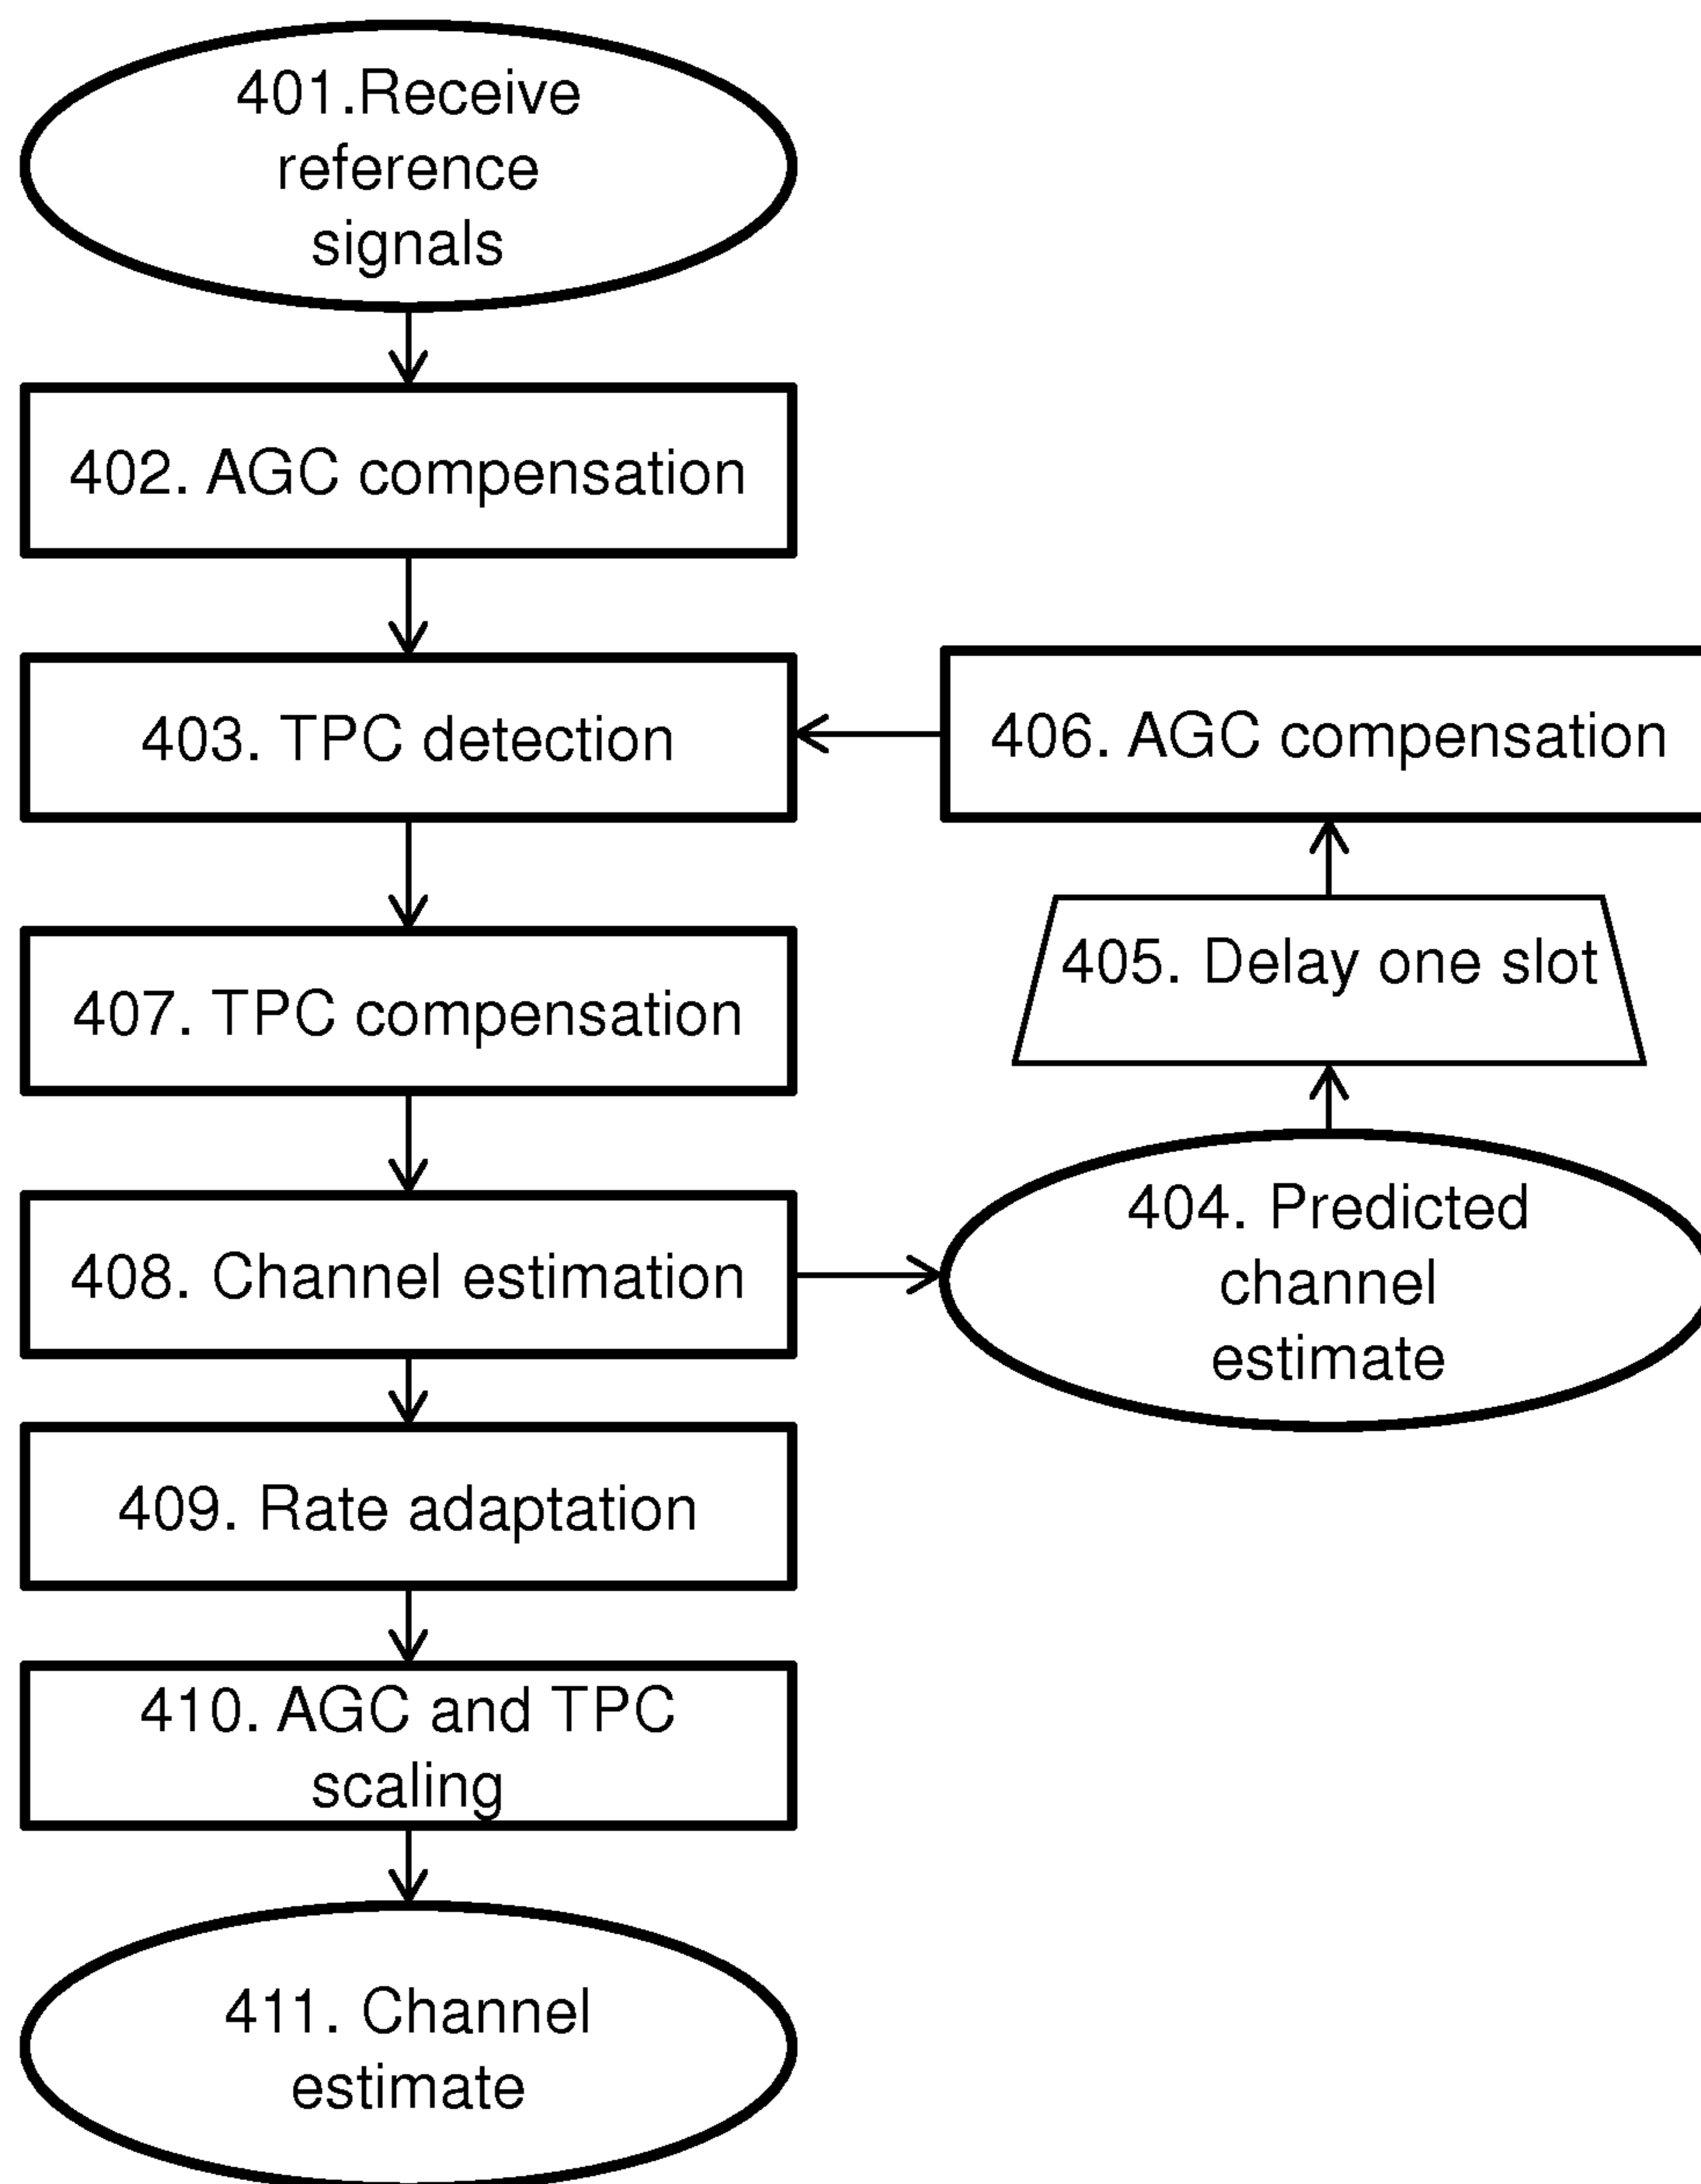 401.Receive
reference
signals
402. AGC compensation
403. TPC detection
406. AGC compensation
405. Delay one slot
407. TPC compensation
404. Predicted
channel
estimate
408. Channel estimation
409. Rate adaptation
410. AGC and TPC
scaling
411. Channel
estimate